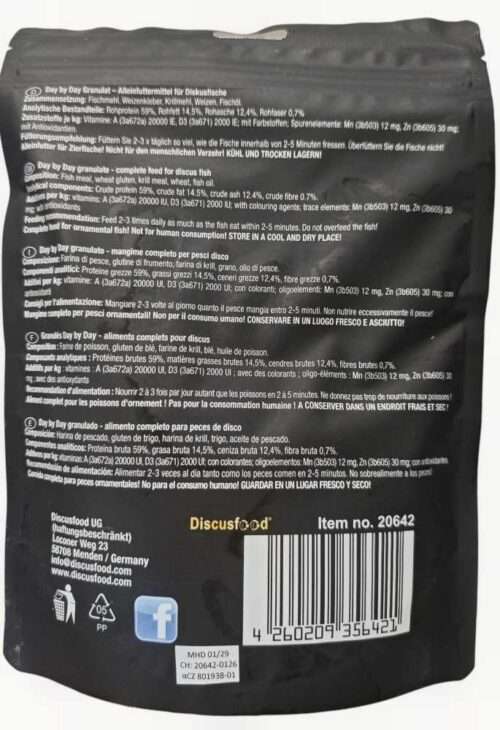 D Day by Day Granulat - Alleinfuttermittel für Diskusfische
Zusammensetzung: Fischmehl, Weizenkleber, Krillmehl, Weizen, Fischöl.
Analytische Bestandteile: Rohprotein 59%, Rohfett 14,5%, Rohasche 12,4%, Rohfaser 0,7%
Zusatzstoffe je kg: Vitamine: A (3a672a) 20000 IE, D3 (3a671) 20000 IE; mit Farbstoffen; Spurenelemente: Mn (3b503) 12 mg, Zn (3b605) 30 mg;
mit Antioxidanten.
Fütterungsempfehlung: Füttern Sie 2-3 x täglich so viel, wie die Fische innerhalb von 2-5 Minuten fressen. Überfüttern Sie die Fische nicht!
Alleinfutter für Zierfische! Nicht für den menschlichen Verzehr! KÜHL UND TROCKEN LAGERN!
Day by Day granulate - complete feed for discus fish
Composition: Fish meal, wheat gluten, krill meal, wheat, fish oil.
Analytical components: Crude protein 59%, crude fat 14.5%, crude ash 12.4%, crude fibre 0.7%.
Additives per kg: vitamins: A (3a672a) 20000 IU, D3 (3a671) 20000 IU; with colouring agents; trace elements: Mn (3b503) 12 mg, Zn (3b605) 30
mg; with antioxidants
Feeding recommendation: Feed 2-3 times daily as much as the fish eat within 2-5 minutes. Do not overfeed the fish!
Complete feed for ornamental fish! Not for human consumption! STORE IN A COOL AND DRY PLACE!
I Day by Day granulato - mangime completo per pesci disco
Composizione: Farina di pesce, glutine di frumento, farina di krill, grano, olio di pesce.
Componenti analitici: Proteine grezze 59%, grassi grezzi 14.5%, ceneri grezze 12.4%, fibre grezze 0,7%.
Additivi per kg: vitamine: A (3a672a) 20000 UI, D3 (3a671) 20000 UI; con coloranti; oligoelementi: Mn (3b503) 12 mg, Zn (3b605) 30 mg; con
antiossidanti
Consigli per l'alimentazione: Mangiare 2-3 volte al giorno quanto il pesce mangia entro 2-5 minuti. Non nutrire eccessivamente il pesce!
Mangime completo per pesci ornamentali! Non per il consumo umano! CONSERVARE IN UN LUOGO FRESCO E ASCIUTTO!
F Granulés Day by Day - aliments complets pour discus
Composition: Farine de poisson, gluten de blé, farine de krill, blé, huile de poisson.
Composants analytiques : Protéines brutes 59%, matières grasses brutes 14,5%, cendres brutes 12,4%, fibres brutes 0,7%.
Additifs par kg : vitamines : A (3a672a) 20000 UI, D3 (3a671) 20000 UI ; avec des colorants ; oligo-éléments : Mn (3b503) 12 mg, Zn (3b605) 30
mg ; avec des antioxydants
Recommandation d'alimentation : Nourrir 2 à 3 fois par jour autant que les poissons en 2 à 5 minutes. Ne donnez pas trop de nourriture aux poissons !
Aliment complet pour les poissons d'ornement ! Pas pour la consommation humaine ! A CONSERVER DANS UN ENDROIT FRAIS ET SEC !
E Day by Day granulado - alimento completo para peces de disco
Composición: Harina de pescado, gluten de trigo, harina de krill, trigo, aceite de pescado.
Componentes analíticos: Proteína bruta 59%, grasa bruta 14,5%, ceniza bruta 12,4%, fibra bruta 0,7%.
Additivos per kg: vitaminas: A (3a672a) 20000 UI, D3 (3a671) 20000 UI; con colorantes; oligoelementos: Mn (3b503) 12 mg, Zn (3b605) 30 mg; con antioxidantes
Recomendación de alimentación: Alimentar 2-3 veces al día tanto como los peces comen en 2-5 minutos. No sobrealimente a los peces!
Comida completa para peces ornamentales! No para el consumo humano! GUARDAR EN UN LUGAR FRESCO Y SECO!
Discusfood UG
(haftungsbeschränkt)
Loconer Weg 23
58708 Menden / Germany
info@discusfood.com
www.discusfood.com
Discusfood
Item no. 20642
4 260209 356421
05
PP
f
MHD 01/29
CH: 20642-0126
αCZ 801938-01